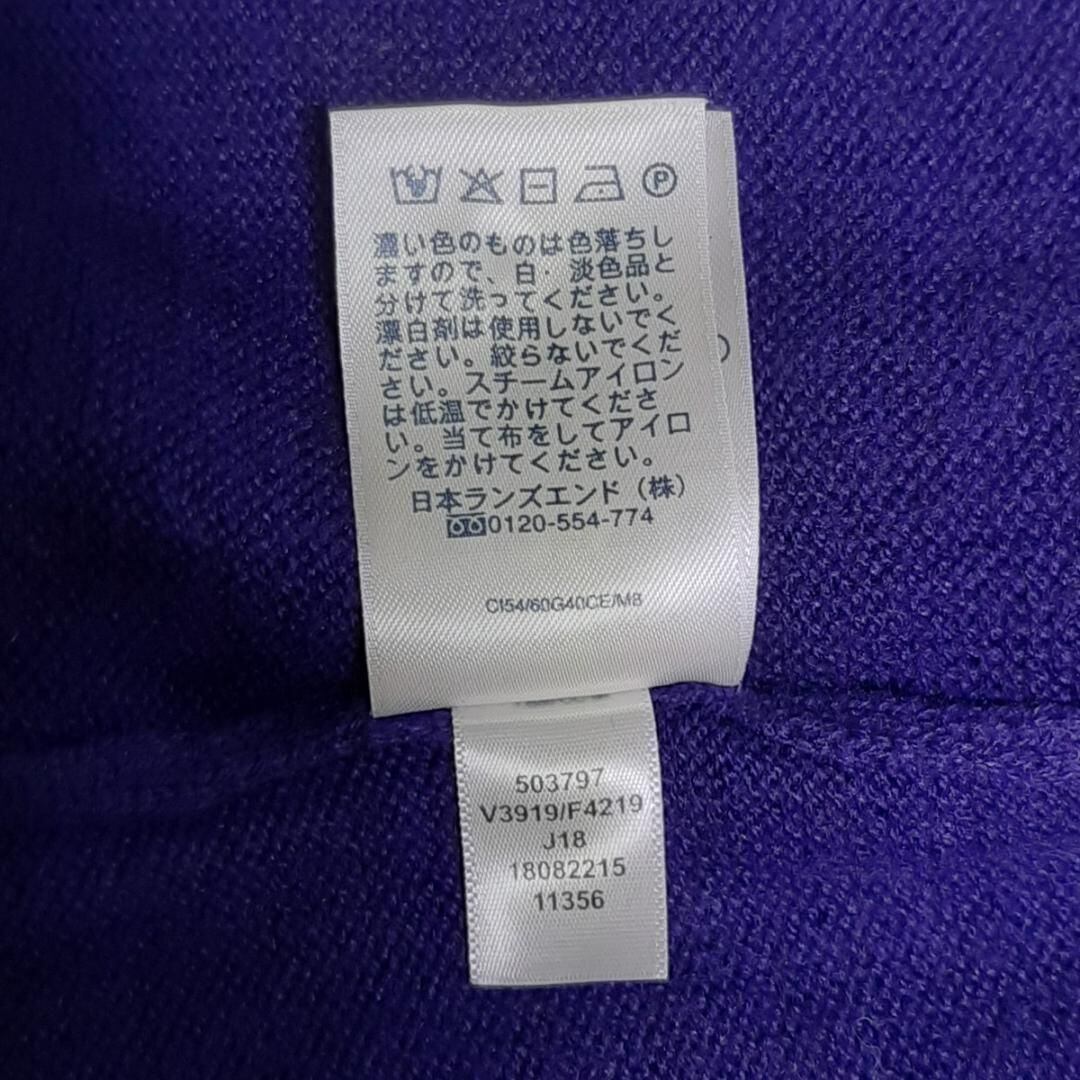 P
濃い色のものは色落ちし
ますので、白・淡色品と
分けて洗ってください。
漂白剤は使用しないでく
ださい。絞らないでくだ
さい。スチームアイロン
は低温でかけてくださ
い。当て布をしてアイロ
ンをかけてください。
日本ランズエンド（株）
0120-554-774
CI54/60G40CE/M8
503797
V3919/F4219
J18
18082215
11356